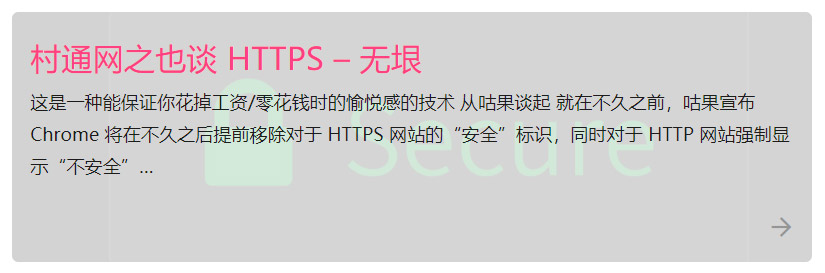 村通网之也谈 HTTPS – 无垠
这是一种能保证你花掉工资/零花钱时的愉悦感的技术 从咕果谈起 就在不久之前，咕果宣布
Chrome 将在不久之后提前移除对于 HTTPS 网站的“安全”标识，同时对于 HTTP 网站强制显
示“不安全”...
Secure